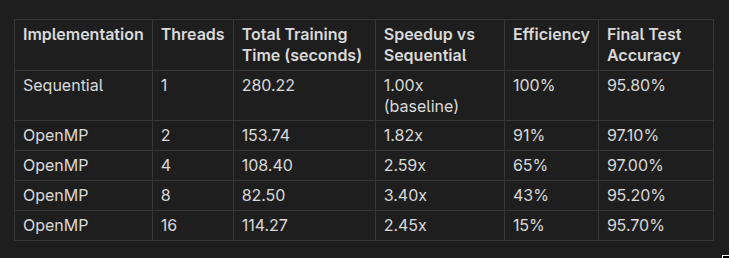 Implementation Threads Total Training Speedup vs Efficiency Final Test
Time (seconds) Sequential Accuracy
Sequential 1 280.22 1.00x 100% 95.80%
(baseline)
OpenMP 2 153.74 1.82x 91% 97.10%
OpenMP 4 108.40 2.59x 65% 97.00%
OpenMP 8 82.50 3.40x 43% 95.20%
OpenMP 16 114.27 2.45x 15% 95.70%